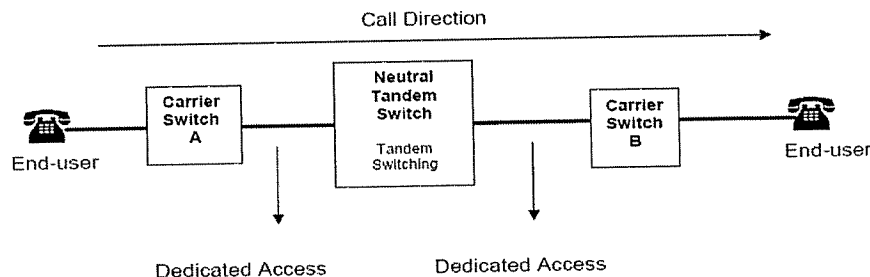 Call Direction
Carrier
Switch
A
Neutral
Tandem
Switch
Tandem
Switching
Carrier
Switch
B
End-user
End-user
Dedicated Access
Dedicated Access